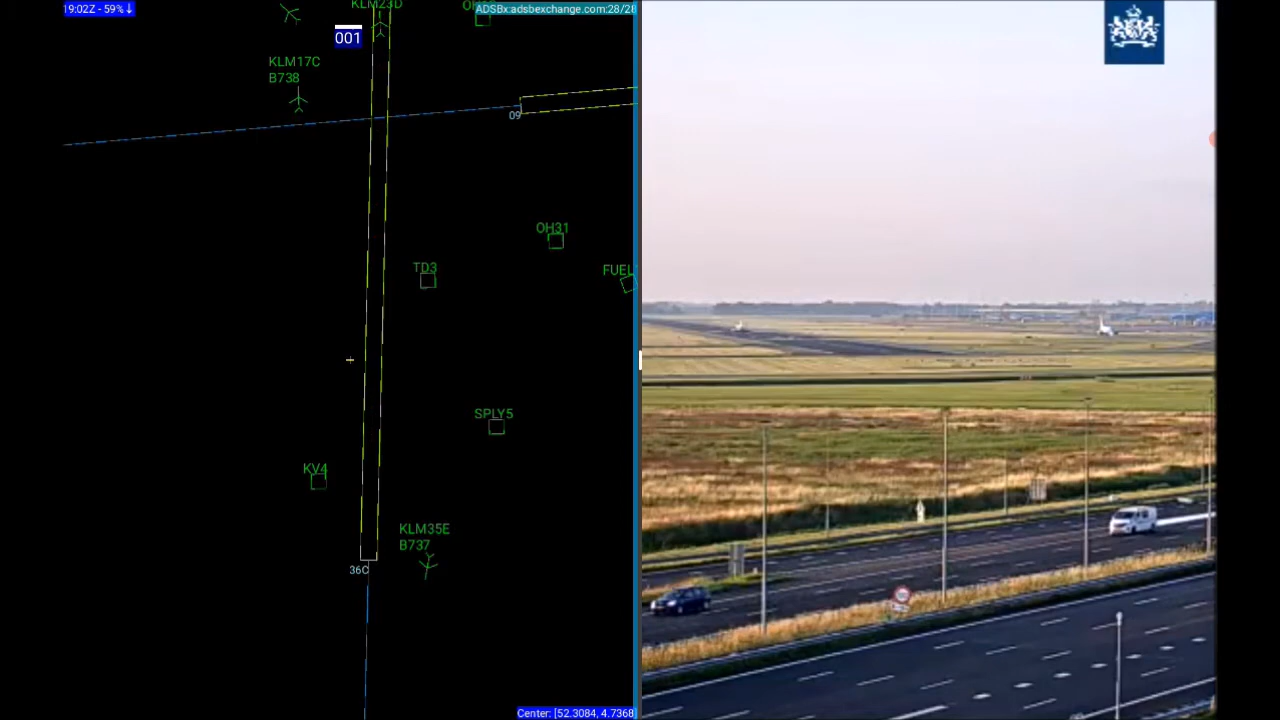 19:02Z - 59%↓
KLM23D
ADSBx:adsbexchange.com:28/28
001
KLM17C
B738
09
OH31
TD3
FUEL
SPLY5
KV4
KLM35E
B737
36C
Center: [52.3084, 4.7368]